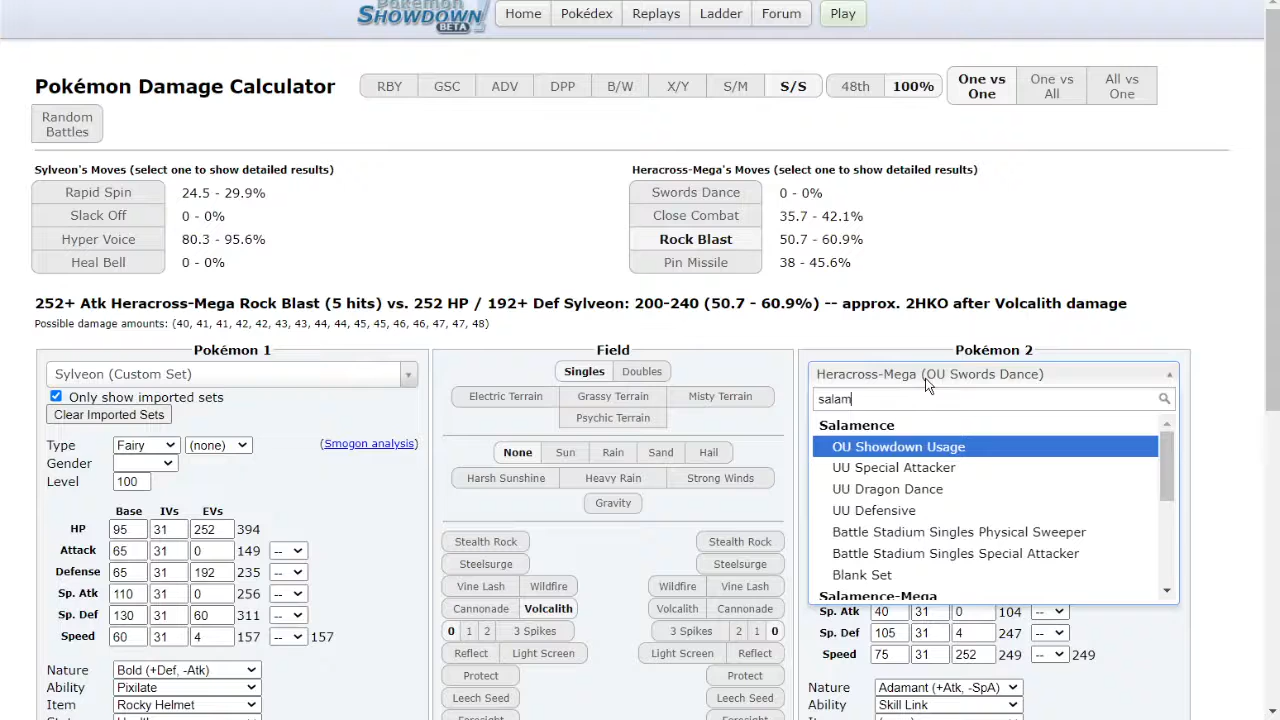 Pokémon
SHOWDOWN
BETA
Home Pokédex Replays Ladder Forum Play
Pokémon Damage Calculator RBY GSC ADV DPP B/W X/Y S/M S/S 48th 100% One vs One One vs All All vs One
Random Battles
Sylveon's Moves (select one to show detailed results)
Rapid Spin 24.5 - 29.9%
Slack Off 0 - 0%
Hyper Voice 80.3 - 95.6%
Heal Bell 0 - 0%
Heracross-Mega's Moves (select one to show detailed results)
Swords Dance 0 - 0%
Close Combat 35.7 - 42.1%
Rock Blast 50.7 - 60.9%
Pin Missile 38 - 45.6%
252+ Atk Heracross-Mega Rock Blast (5 hits) vs. 252 HP / 192+ Def Sylveon: 200-240 (50.7 - 60.9%) -- approx. 2HKO after Volcalith damage
Possible damage amounts: (40, 41, 41, 42, 42, 43, 43, 44, 44, 45, 45, 46, 46, 47, 47, 48)
Pokémon 1
Sylveon (Custom Set)
Only show imported sets
Clear Imported Sets
Type Fairy (none) (Smogon analysis)
Gender
Level 100
Base IVs EVs
HP 95 31 252 394
Attack 65 31 0 149 --
Defense 65 31 192 235 --
Sp. Atk 110 31 0 256 --
Sp. Def 130 31 60 311 --
Speed 60 31 4 157 -- 157
Nature Bold (+Def, -Atk)
Ability Pixilate
Item Rocky Helmet
Field
Singles Doubles
Electric Terrain Grassy Terrain Misty Terrain
Psychic Terrain
None Sun Rain Sand Hail
Harsh Sunshine Heavy Rain Strong Winds
Gravity
Stealth Rock Stealth Rock
Steelsurge Steelsurge
Vine Lash Wildfire Wildfire Vine Lash
Cannonade Volcalith Volcalith Cannonade
0 1 2 3 Spikes 3 Spikes 2 1 0
Reflect Light Screen Light Screen Reflect
Protect Protect
Leech Seed Leech Seed
Foresight Foresight
Pokémon 2
Heracross-Mega (OU Swords Dance)
salam
Salamence
OU Showdown Usage
UU Special Attacker
UU Dragon Dance
UU Defensive
Battle Stadium Singles Physical Sweeper
Battle Stadium Singles Special Attacker
Blank Set
Salamence-Mega
Sp. Atk 40 31 0 104 --
Sp. Def 105 31 4 247 --
Speed 75 31 252 249 -- 249
Nature Adamant (+Atk, -SpA)
Ability Skill Link